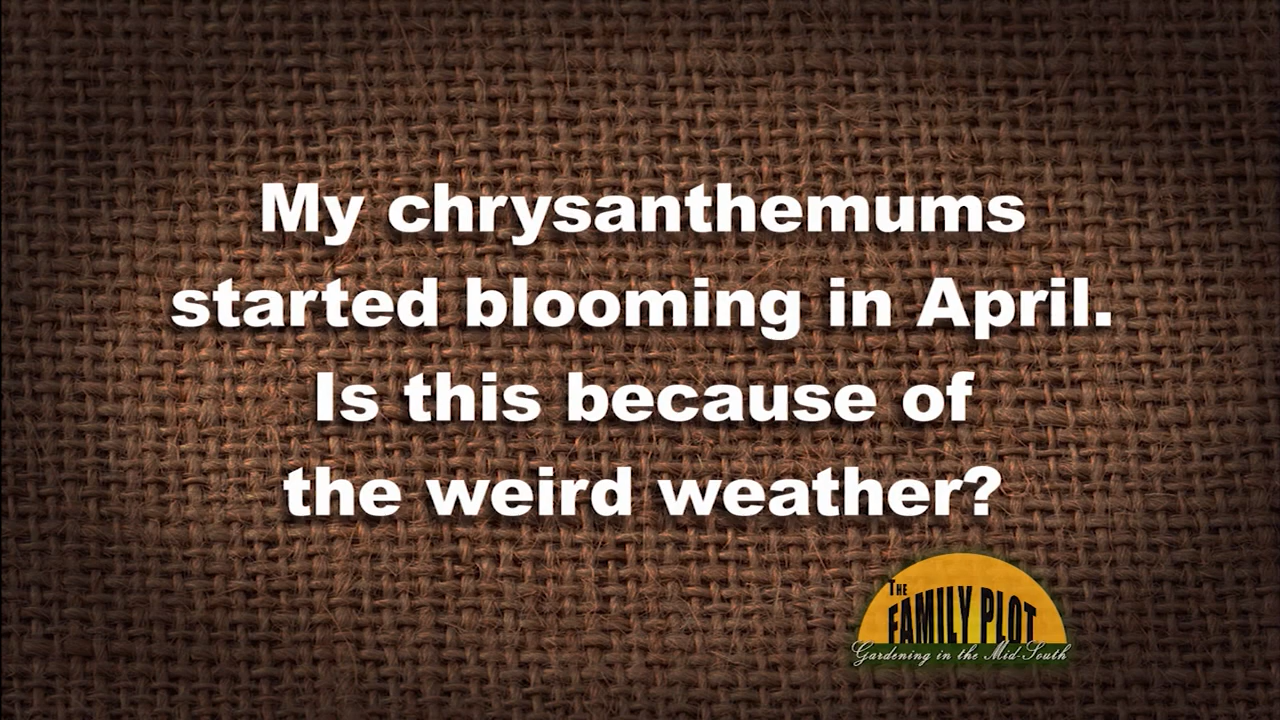 My chrysanthemums
started blooming in April.
Is this because of
the weird weather?
THE
FAMILY PLOT
Gardening in the Mid-South